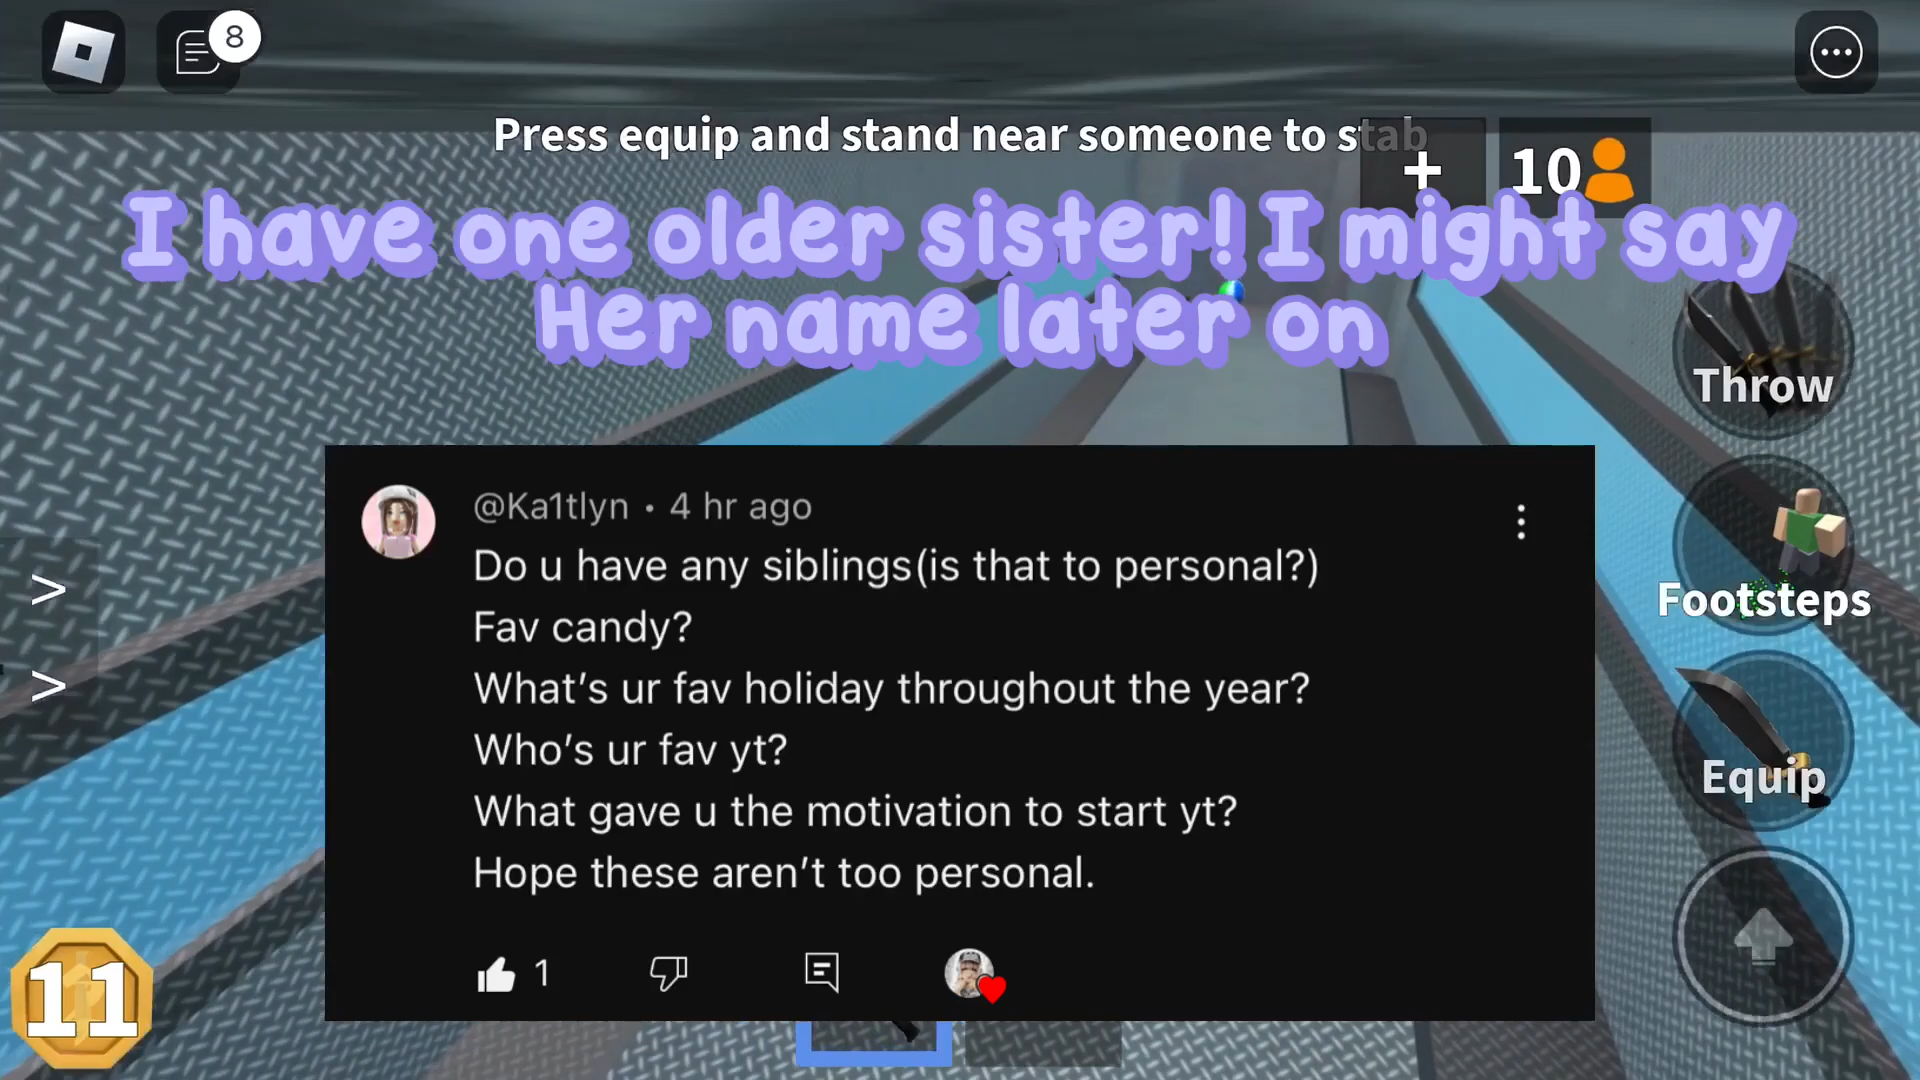 8
Press equip and stand near someone to stab
+
10
I have one older sister! I might say
Her name later on
Throw
@Ka1tlyn • 4 hr ago
Do u have any siblings(is that to personal?)
Fav candy?
What's ur fav holiday throughout the year?
Who's ur fav yt?
What gave u the motivation to start yt?
Hope these aren't too personal.
1
>
>
Footsteps
Equip
11